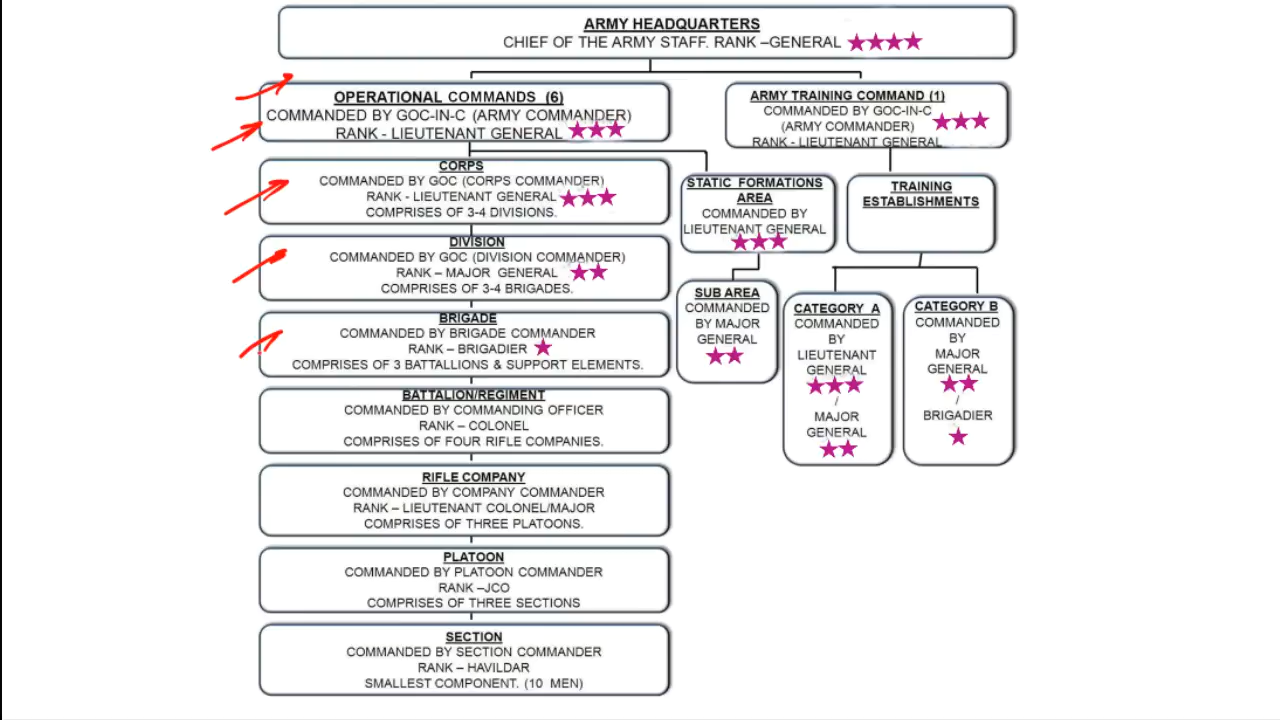 ARMY HEADQUARTERS
CHIEF OF THE ARMY STAFF. RANK –GENERAL
OPERATIONAL COMMANDS (6)
COMMANDED BY GOC-IN-C (ARMY COMMANDER)
RANK - LIEUTENANT GENERAL
ARMY TRAINING COMMAND (1)
COMMANDED BY GOC-IN-C
(ARMY COMMANDER)
RANK - LIEUTENANT GENERAL
CORPS
COMMANDED BY GOC (CORPS COMMANDER)
RANK - LIEUTENANT GENERAL
COMPRISES OF 3-4 DIVISIONS.
STATIC FORMATIONS
AREA
COMMANDED BY
LIEUTENANT GENERAL
TRAINING
ESTABLISHMENTS
DIVISION
COMMANDED BY GOC (DIVISION COMMANDER)
RANK – MAJOR GENERAL
COMPRISES OF 3-4 BRIGADES.
SUB AREA
COMMANDED
BY MAJOR
GENERAL
CATEGORY A
COMMANDED
BY
LIEUTENANT
GENERAL
/
MAJOR
GENERAL
CATEGORY B
COMMANDED
BY
MAJOR
GENERAL
/
BRIGADIER
BRIGADE
COMMANDED BY BRIGADE COMMANDER
RANK – BRIGADIER
COMPRISES OF 3 BATTALLIONS & SUPPORT ELEMENTS.
BATTALION/REGIMENT
COMMANDED BY COMMANDING OFFICER
RANK – COLONEL
COMPRISES OF FOUR RIFLE COMPANIES.
RIFLE COMPANY
COMMANDED BY COMPANY COMMANDER
RANK – LIEUTENANT COLONEL/MAJOR
COMPRISES OF THREE PLATOONS.
PLATOON
COMMANDED BY PLATOON COMMANDER
RANK –JCO
COMPRISES OF THREE SECTIONS
SECTION
COMMANDED BY SECTION COMMANDER
RANK – HAVILDAR
SMALLEST COMPONENT. (10 MEN)